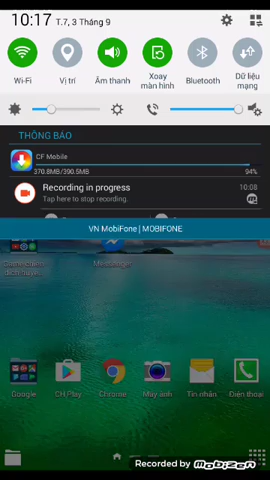 10:17 T.7, 3 Tháng 9
Wi-Fi
Vị trí
Âm thanh
Xoay màn hình
Bluetooth
Dữ liệu mạng
THÔNG BÁO
CF Mobile
370.8MB/390.5MB 94%
Recording in progress 10:08
Tap here to stop recording.
VN MobiFone | MOBIFONE
Messenger
Google
CH Play
Chrome
Máy ảnh
Tin nhắn
Điện thoại
Recorded by mobizen